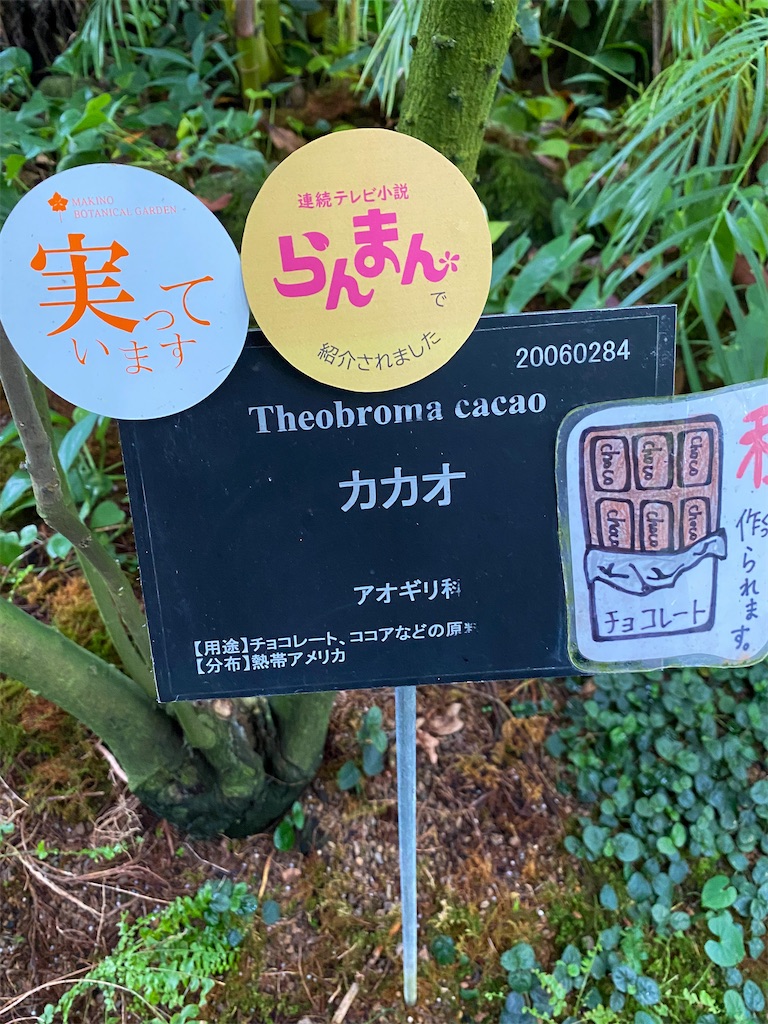 MAKINO
BOTANICAL GARDEN
実って
います
連続テレビ小説
らんまん
で
紹介されました
20060284
Theobroma cacao
カカオ
アオギリ科
【用途】チョコレート、ココアなどの原
【分布】熱帯アメリカ
choco choco choco
choco choco choco
チョコレート
作られます。